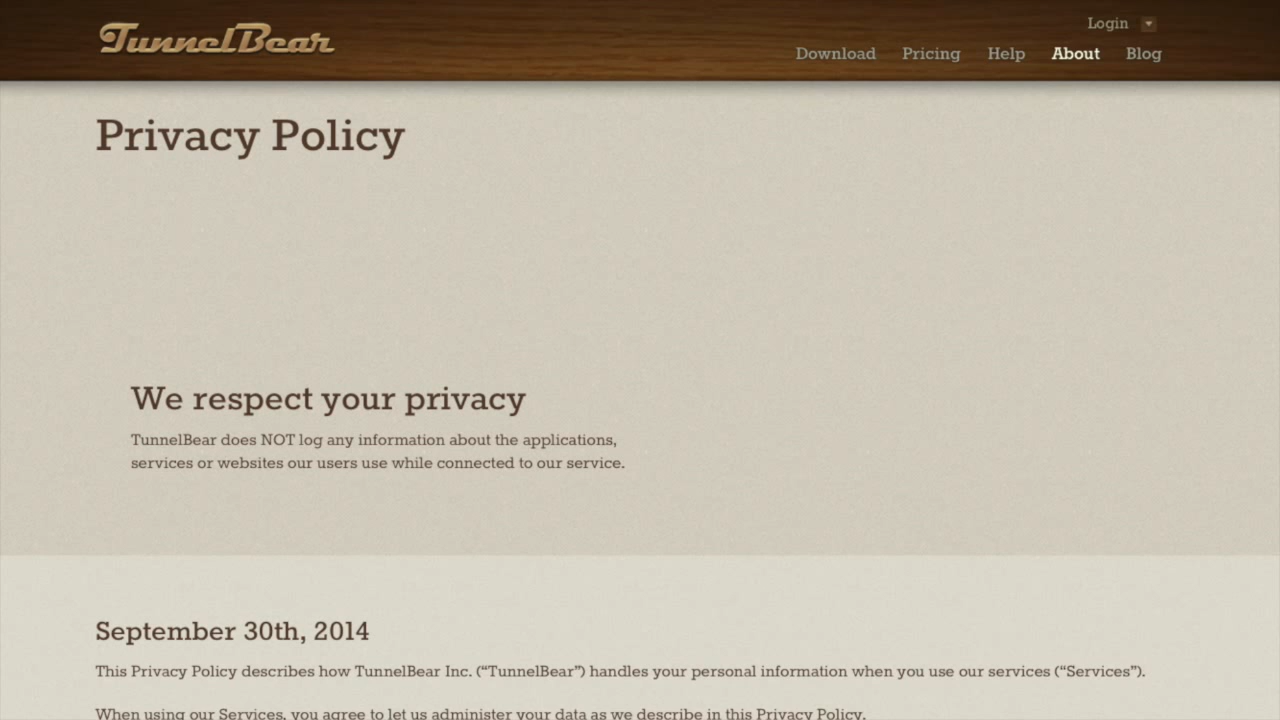 TunnelBear
Login
Download Pricing Help About Blog
Privacy Policy
We respect your privacy
TunnelBear does NOT log any information about the applications,
services or websites our users use while connected to our service.
September 30th, 2014
This Privacy Policy describes how TunnelBear Inc. (“TunnelBear”) handles your personal information when you use our services (“Services”).
When using our Services, you agree to let us administer your data as we describe in this Privacy Policy.